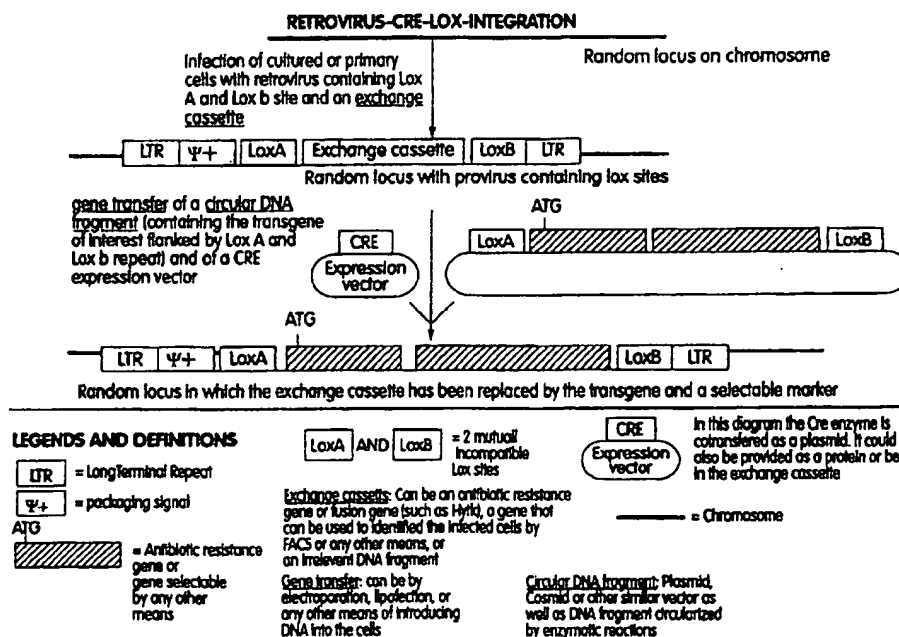 RETROVIRUS-CRE-LOX-INTEGRATION
Infection of cultured or primary
cells with retrovirus containing Lox
A and Lox b site and an exchange
cassette
Random locus on chromosome
LTR Ψ+ LoxA Exchange cassette LoxB LTR
Random locus with provirus containing lox sites
gene transfer of a circular DNA
fragment (containing the transgene
of interest flanked by Lox A and
Lox b repeat) and of a CRE
expression vector
CRE
Expression
vector
ATG
LoxA LoxB
ATG
LTR Ψ+ LoxA LoxB LTR
Random locus in which the exchange cassette has been replaced by the transgene and a selectable marker
LEGENDS AND DEFINITIONS
LTR = LongTerminal Repeat
Ψ+ = packaging signal
ATG
= Antibiotic resistance
gene or
gene selectable
by any other
means
LoxA AND LoxB = 2 mutuall
Incompatible
Lox sites
Exchange cassette: Can be an antibiotic resistance
gene or fusion gene (such as Hytk), a gene that
can be used to identified the infected cells by
FACS or any other means, or
an irrelevent DNA fragment
Gene transfer: can be by
electroporation, lipofection, or
any other means of introducing
DNA into the cells
CRE
Expression
vector
In this diagram the Cre enzyme is
cotransfered as a plasmid. It could
also be provided as a protein or be
in the exchange cassette
= Chromosome
Circular DNA fragment: Plasmid,
Cosmid or other similar vector as
well as DNA fragment circularized
by enzymatic reactions